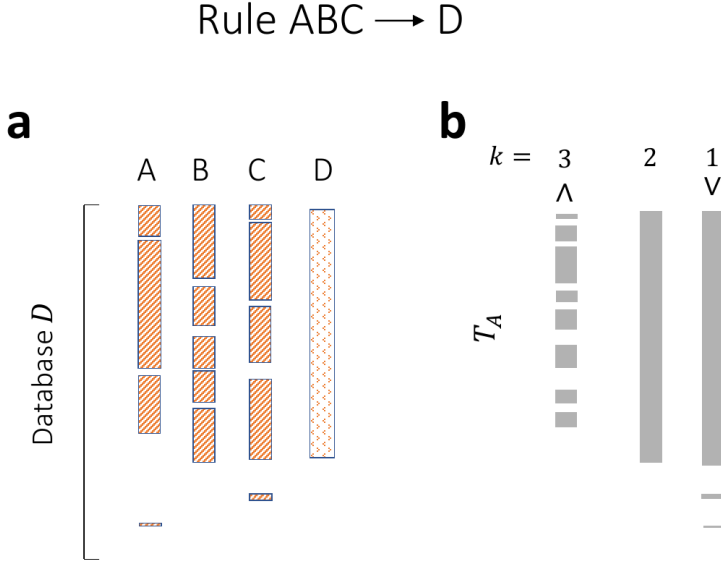 Rule ABC → D
a
b
k = 3 2 1
A B C D
∧ ∨
Database D
T_A